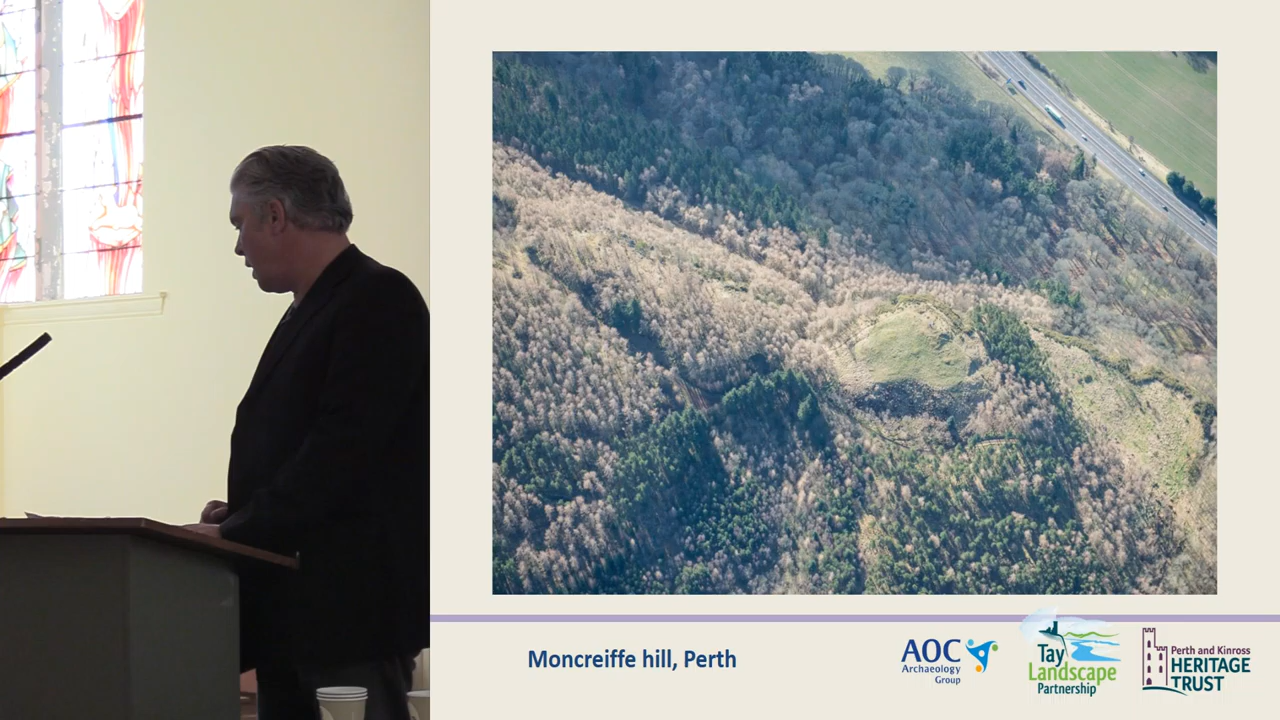 Moncreiffe hill, Perth
AOC
Archaeology
Group
Tay
Landscape
Partnership
Perth and Kinross
HERITAGE
TRUST